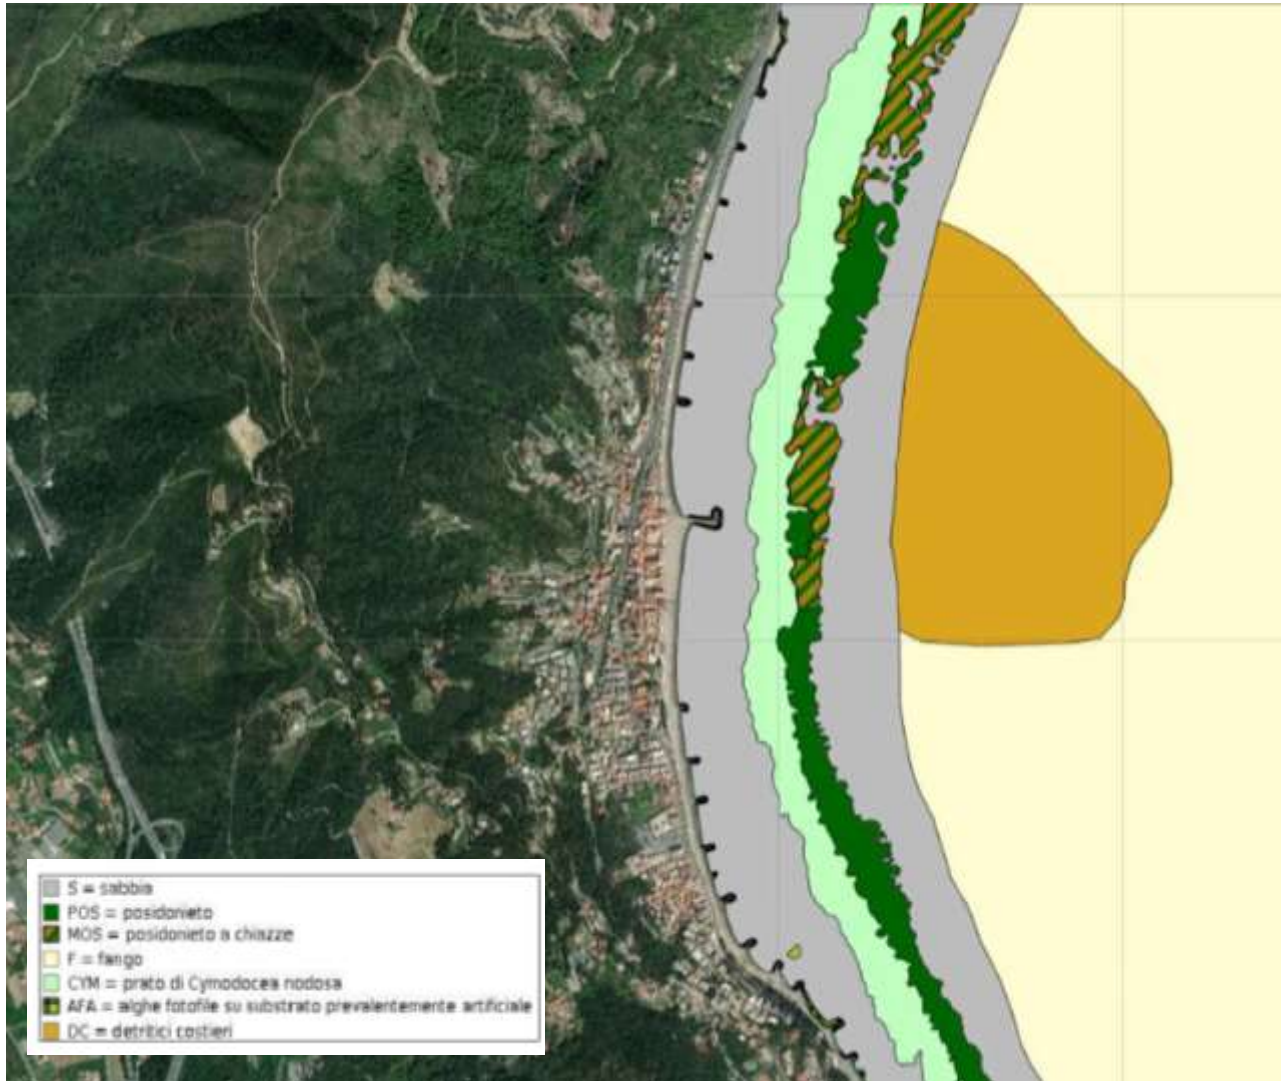 S = sabbia
POS = posidonieto
MOS = posidonieto a chiazze
F = fango
CYM = prato di Cymodocea nodosa
AFA = alghe fotofile su substrato prevalentemente artificiale
DC = detritici costieri